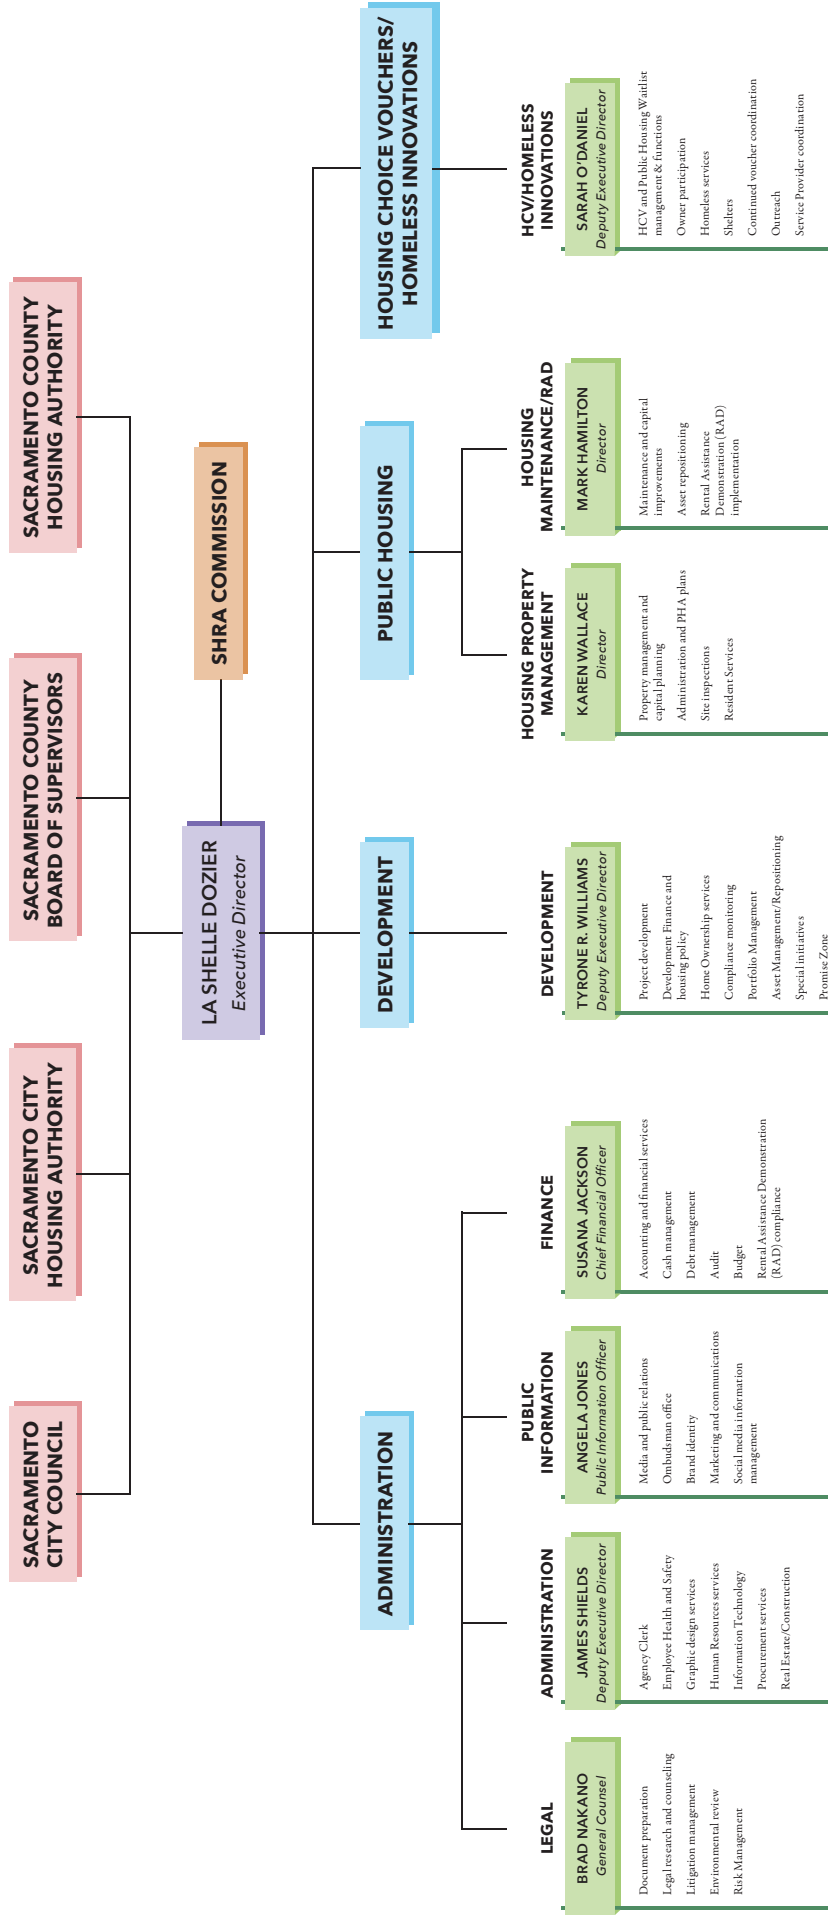 SACRAMENTO
CITY COUNCIL
SACRAMENTO CITY
HOUSING AUTHORITY
SACRAMENTO COUNTY
BOARD OF SUPERVISORS
SACRAMENTO COUNTY
HOUSING AUTHORITY
LA SHELLE DOZIER
Executive Director
SHRA COMMISSION
ADMINISTRATION
DEVELOPMENT
PUBLIC HOUSING
HOUSING CHOICE VOUCHERS/
HOMELESS INNOVATIONS
LEGAL
BRAD NAKANO
General Counsel
Document preparation
Legal research and counseling
Litigation management
Environmental review
Risk Management
ADMINISTRATION
JAMES SHIELDS
Deputy Executive Director
Agency Clerk
Employee Health and Safety
Graphic design services
Human Resources services
Information Technology
Procurement services
Real Estate/Construction
PUBLIC
INFORMATION
ANGELA JONES
Public Information Officer
Media and public relations
Ombudsman office
Brand identity
Marketing and communications
Social media information
management
FINANCE
SUSANA JACKSON
Chief Financial Officer
Accounting and financial services
Cash management
Debt management
Audit
Budget
Rental Assistance Demonstration
(RAD) compliance
DEVELOPMENT
TYRONE R. WILLIAMS
Deputy Executive Director
Project development
Development Finance and
housing policy
Home Ownership services
Compliance monitoring
Portfolio Management
Asset Management/Repositioning
Special initiatives
Promise Zone
HOUSING PROPERTY
MANAGEMENT
KAREN WALLACE
Director
Property management and
capital planning
Administration and PHA plans
Site inspections
Resident Services
HOUSING
MAINTENANCE/RAD
MARK HAMILTON
Director
Maintenance and capital
improvements
Asset repositioning
Rental Assistance
Demonstration (RAD)
implementation
HCV/HOMELESS
INNOVATIONS
SARAH O'DANIEL
Deputy Executive Director
HCV and Public Housing Waitlist
management & functions
Owner participation
Homeless services
Shelters
Continued voucher coordination
Outreach
Service Provider coordination